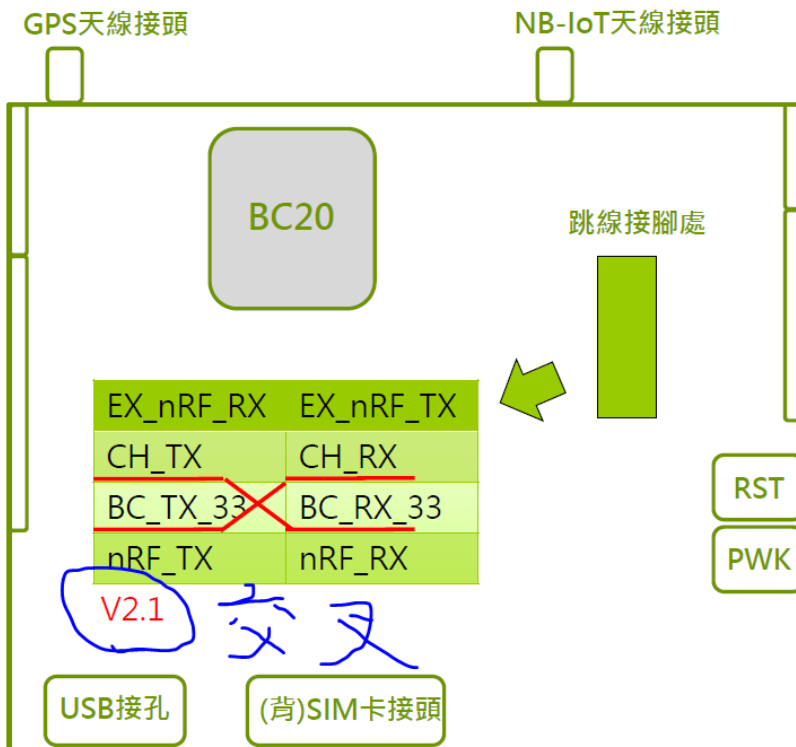 GPS天線接頭 NB-IoT天線接頭
BC20
跳線接腳處
EX_nRF_RX EX_nRF_TX
CH_TX CH_RX
BC_TX_33 BC_RX_33
RST
nRF_TX nRF_RX
PWK
V2.1 交叉
USB接孔 (背)SIM卡接頭